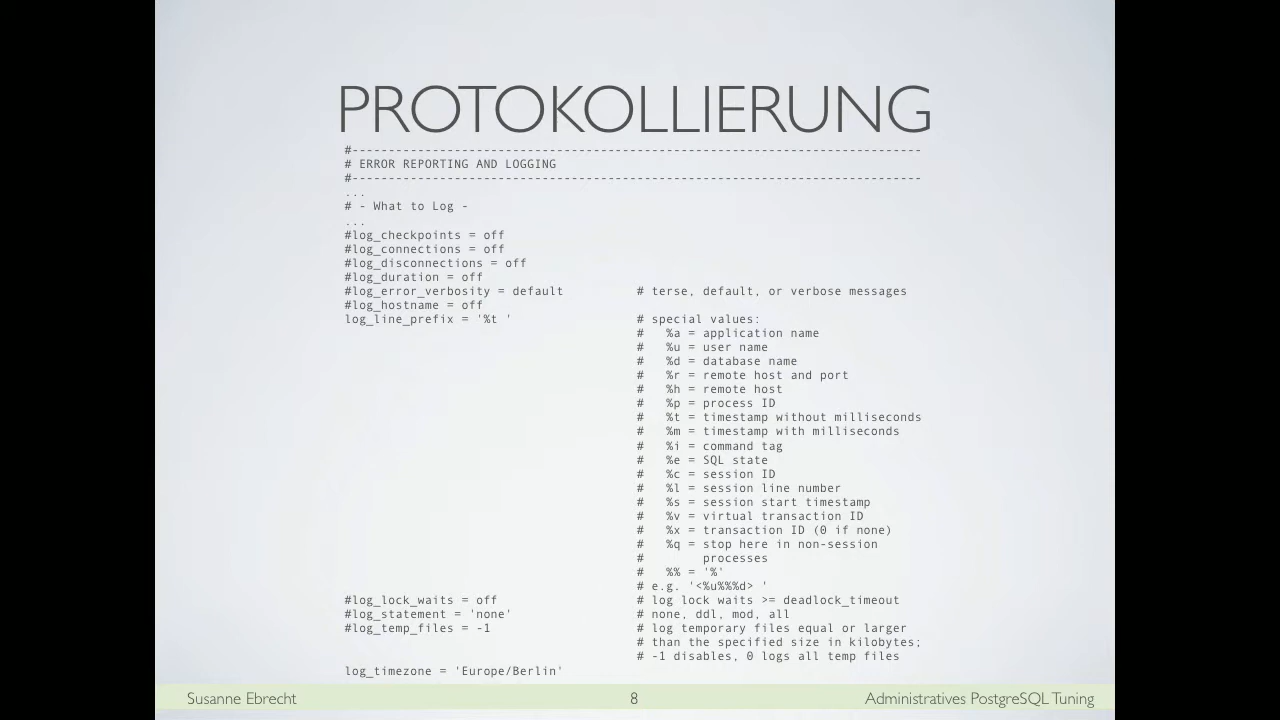 PROTOKOLLIERUNG
#------------------------------------------------------------------------------
# ERROR REPORTING AND LOGGING
#------------------------------------------------------------------------------
...
# - What to Log -
...
#log_checkpoints = off
#log_connections = off
#log_disconnections = off
#log_duration = off
#log_error_verbosity = default # terse, default, or verbose messages
#log_hostname = off
log_line_prefix = '%t ' # special values:
# %a = application name
# %u = user name
# %d = database name
# %r = remote host and port
# %h = remote host
# %p = process ID
# %t = timestamp without milliseconds
# %m = timestamp with milliseconds
# %i = command tag
# %e = SQL state
# %c = session ID
# %l = session line number
# %s = session start timestamp
# %v = virtual transaction ID
# %x = transaction ID (0 if none)
# %q = stop here in non-session
# processes
# %% = '%'
# e.g. '<%u%%%d> '
#log_lock_waits = off # log lock waits >= deadlock_timeout
#log_statement = 'none' # none, ddl, mod, all
#log_temp_files = -1 # log temporary files equal or larger
# than the specified size in kilobytes;
# -1 disables, 0 logs all temp files
log_timezone = 'Europe/Berlin'
Susanne Ebrecht 8 Administratives PostgreSQL Tuning